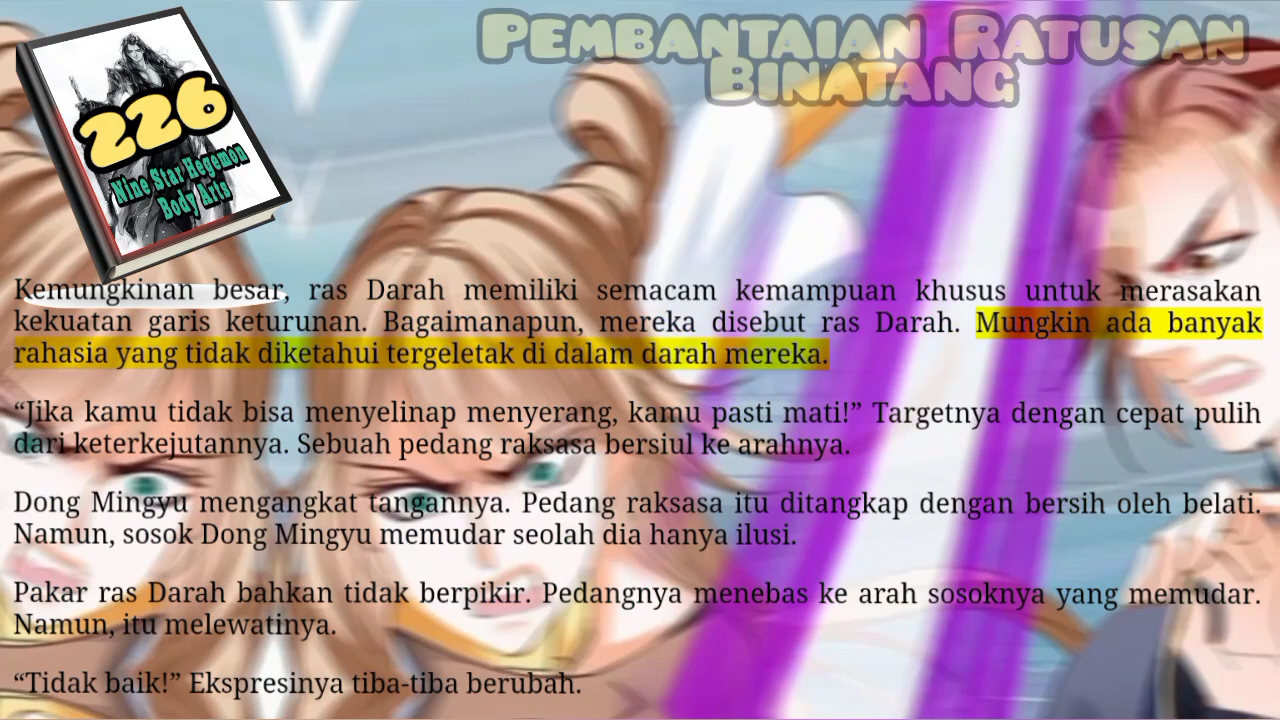 Pembantaian Ratusan
Binatang
226
Nine Star Hegemon
Body Arts
Kemungkinan besar, ras Darah memiliki semacam kemampuan khusus untuk merasakan
kekuatan garis keturunan. Bagaimanapun, mereka disebut ras Darah. Mungkin ada banyak
rahasia yang tidak diketahui tergeletak di dalam darah mereka.
“Jika kamu tidak bisa menyelinap menyerang, kamu pasti mati!” Targetnya dengan cepat pulih
dari keterkejutannya. Sebuah pedang raksasa bersiul ke arahnya.
Dong Mingyu mengangkat tangannya. Pedang raksasa itu ditangkap dengan bersih oleh belati.
Namun, sosok Dong Mingyu memudar seolah dia hanya ilusi.
Pakar ras Darah bahkan tidak berpikir. Pedangnya menebas ke arah sosoknya yang memudar.
Namun, itu melewatinya.
“Tidak baik!” Ekspresinya tiba-tiba berubah.